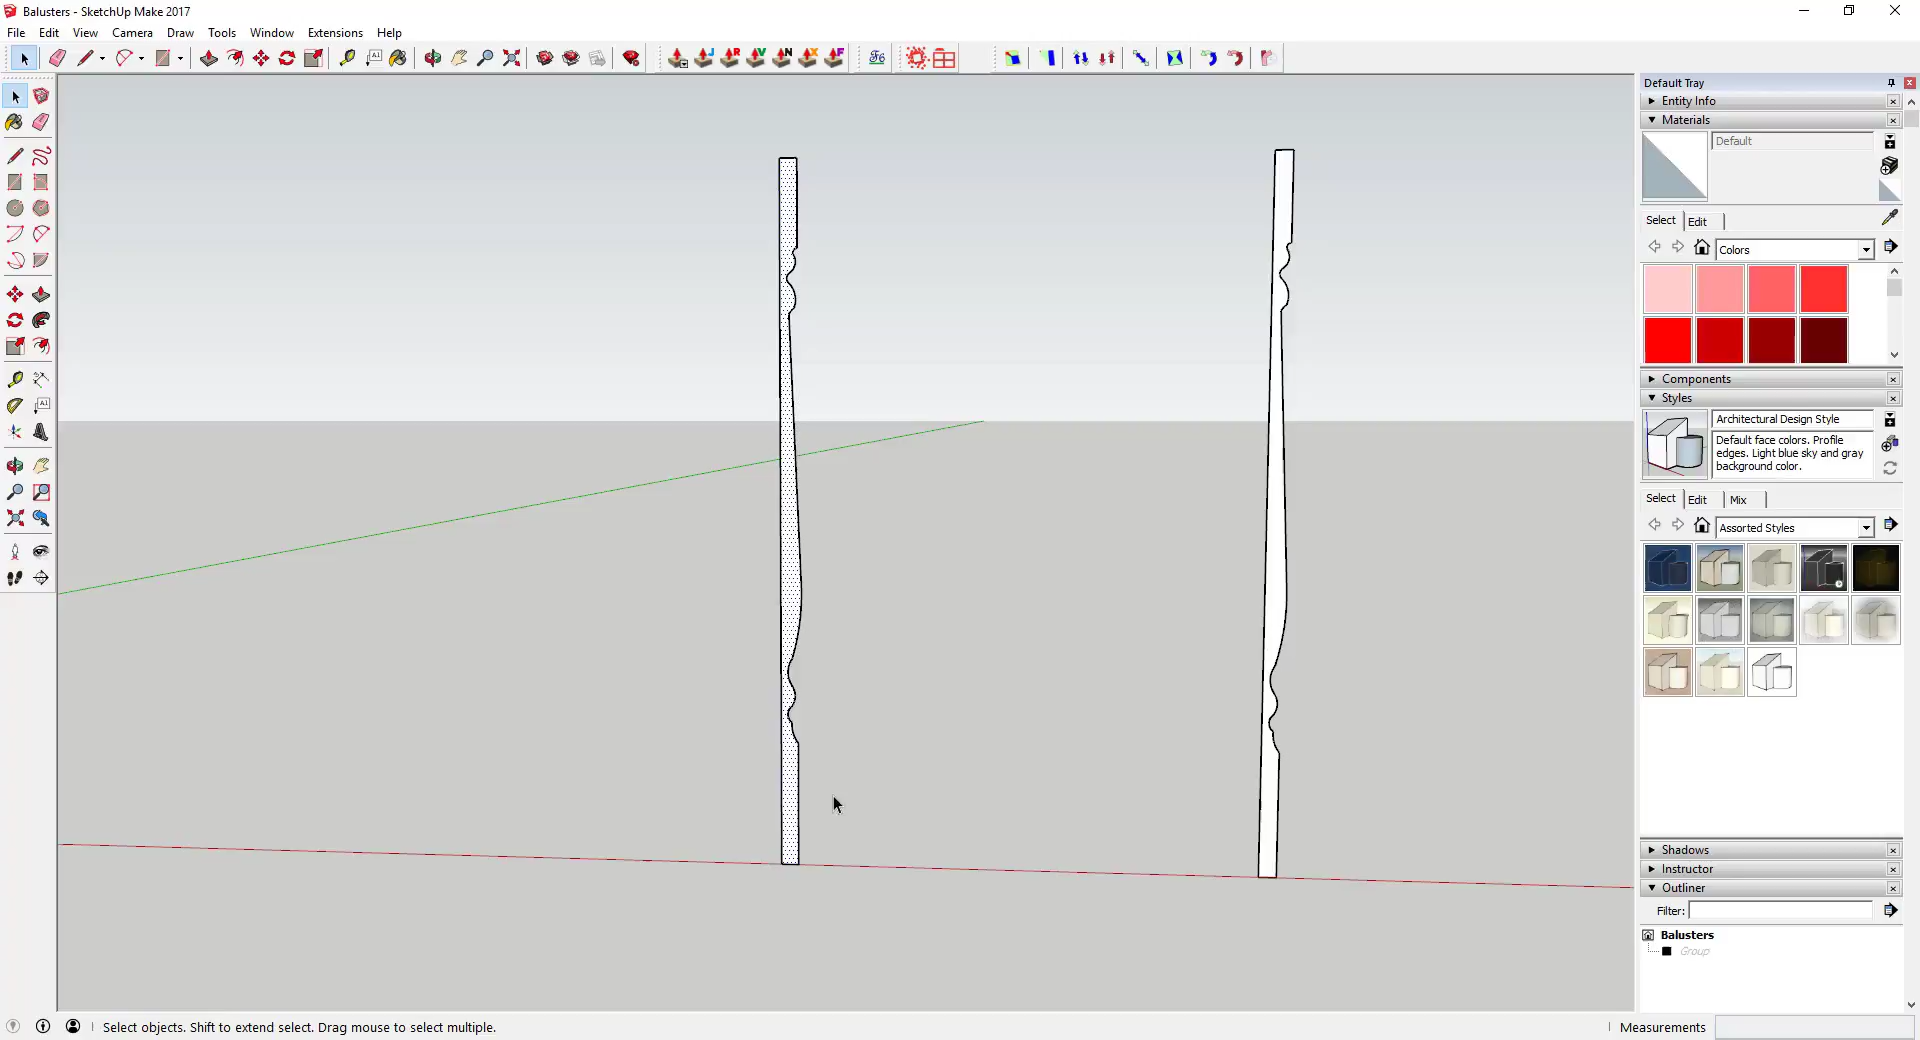 Balusters - SketchUp Make 2017
File Edit View Camera Draw Tools Window Extensions Help
Default Tray
Entity Info
Materials
Default
Select Edit
Colors
Components
Styles
Architectural Design Style
Default face colors. Profile
edges. Light blue sky and gray
background color.
Select Edit Mix
Assorted Styles
Shadows
Instructor
Outliner
Filter:
Balusters
Group
Select objects. Shift to extend select. Drag mouse to select multiple.
Measurements